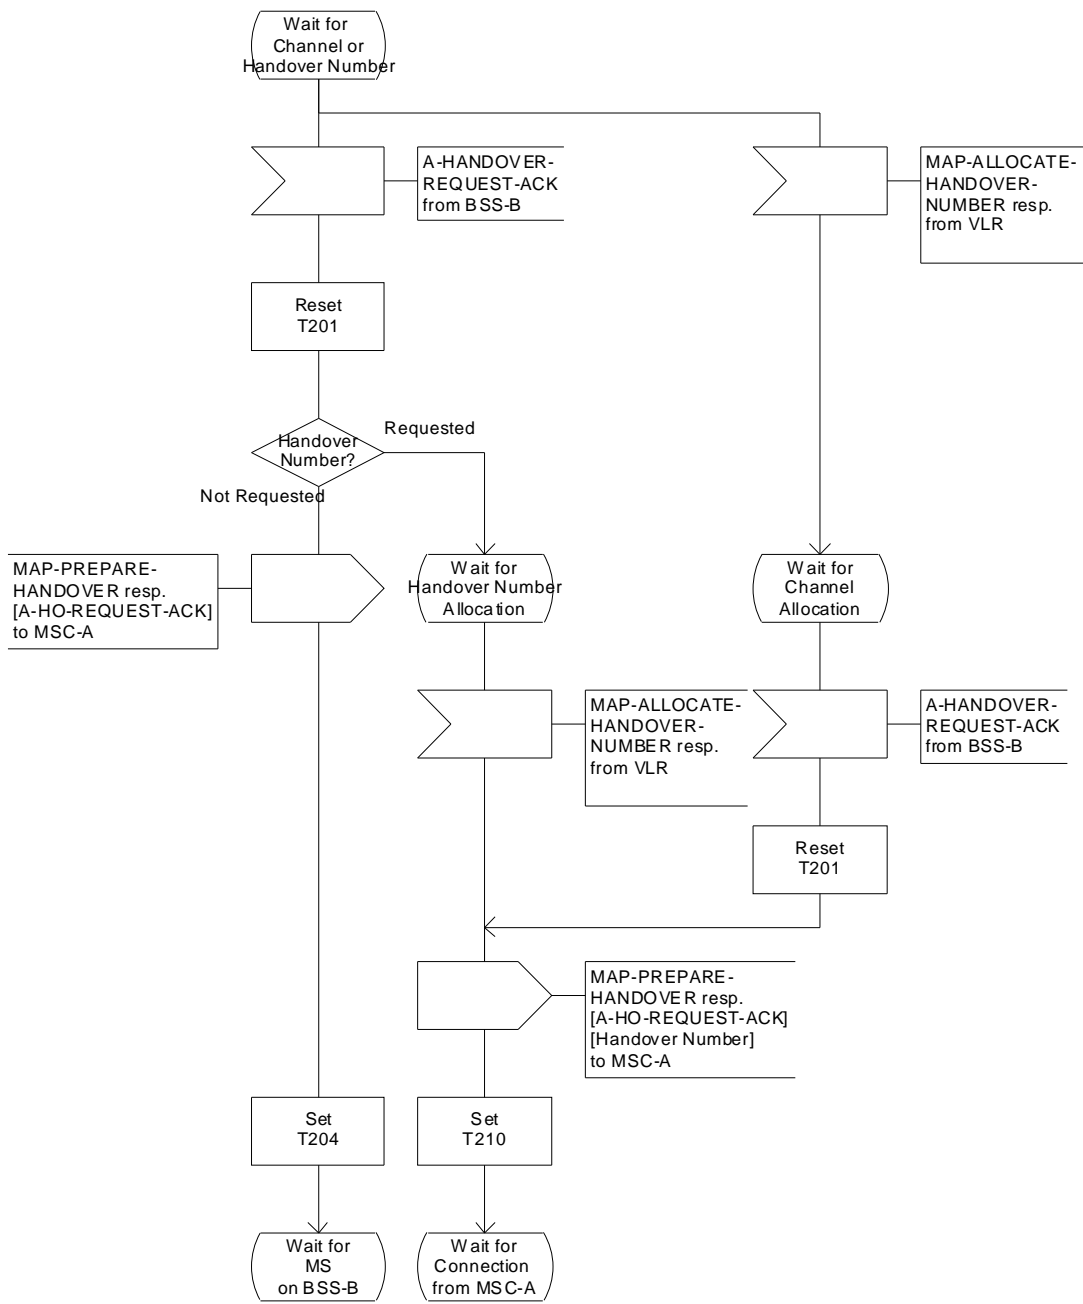 Wait for
Channel or
Handover Number
A-HANDOVER-
REQUEST-ACK
from BSS-B
MAP-ALLOCATE-
HANDOVER-
NUMBER resp.
from VLR
Reset
T201
Handover
Number?
Requested
Not Requested
MAP-PREPARE-
HANDOVER resp.
[A-HO-REQUEST-ACK]
to MSC-A
Wait for
Handover Number
Allocation
Wait for
Channel
Allocation
MAP-ALLOCATE-
HANDOVER-
NUMBER resp.
from VLR
A-HANDOVER-
REQUEST-ACK
from BSS-B
Reset
T201
MAP-PREPARE-
HANDOVER resp.
[A-HO-REQUEST-ACK]
[Handover Number]
to MSC-A
Set
T204
Set
T210
Wait for
MS
on BSS-B
Wait for
Connection
from MSC-A